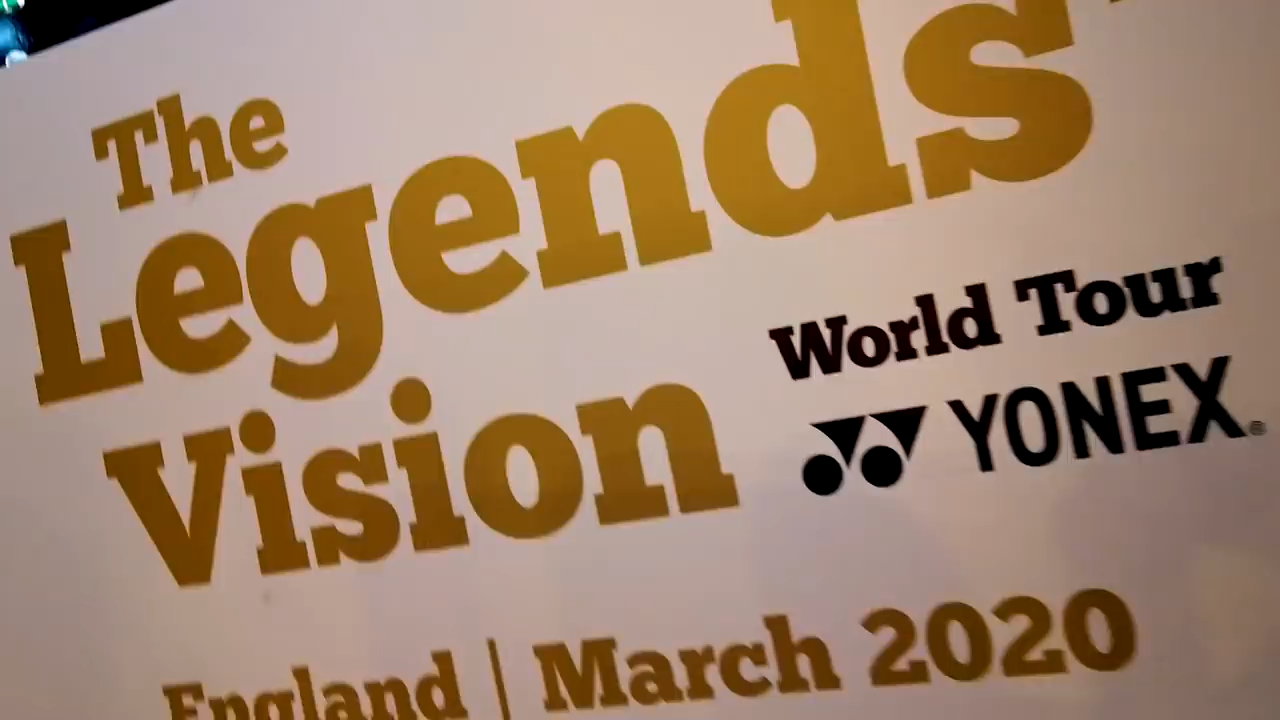 The
Legends'
Vision
World Tour
YONEX®
England | March 2020